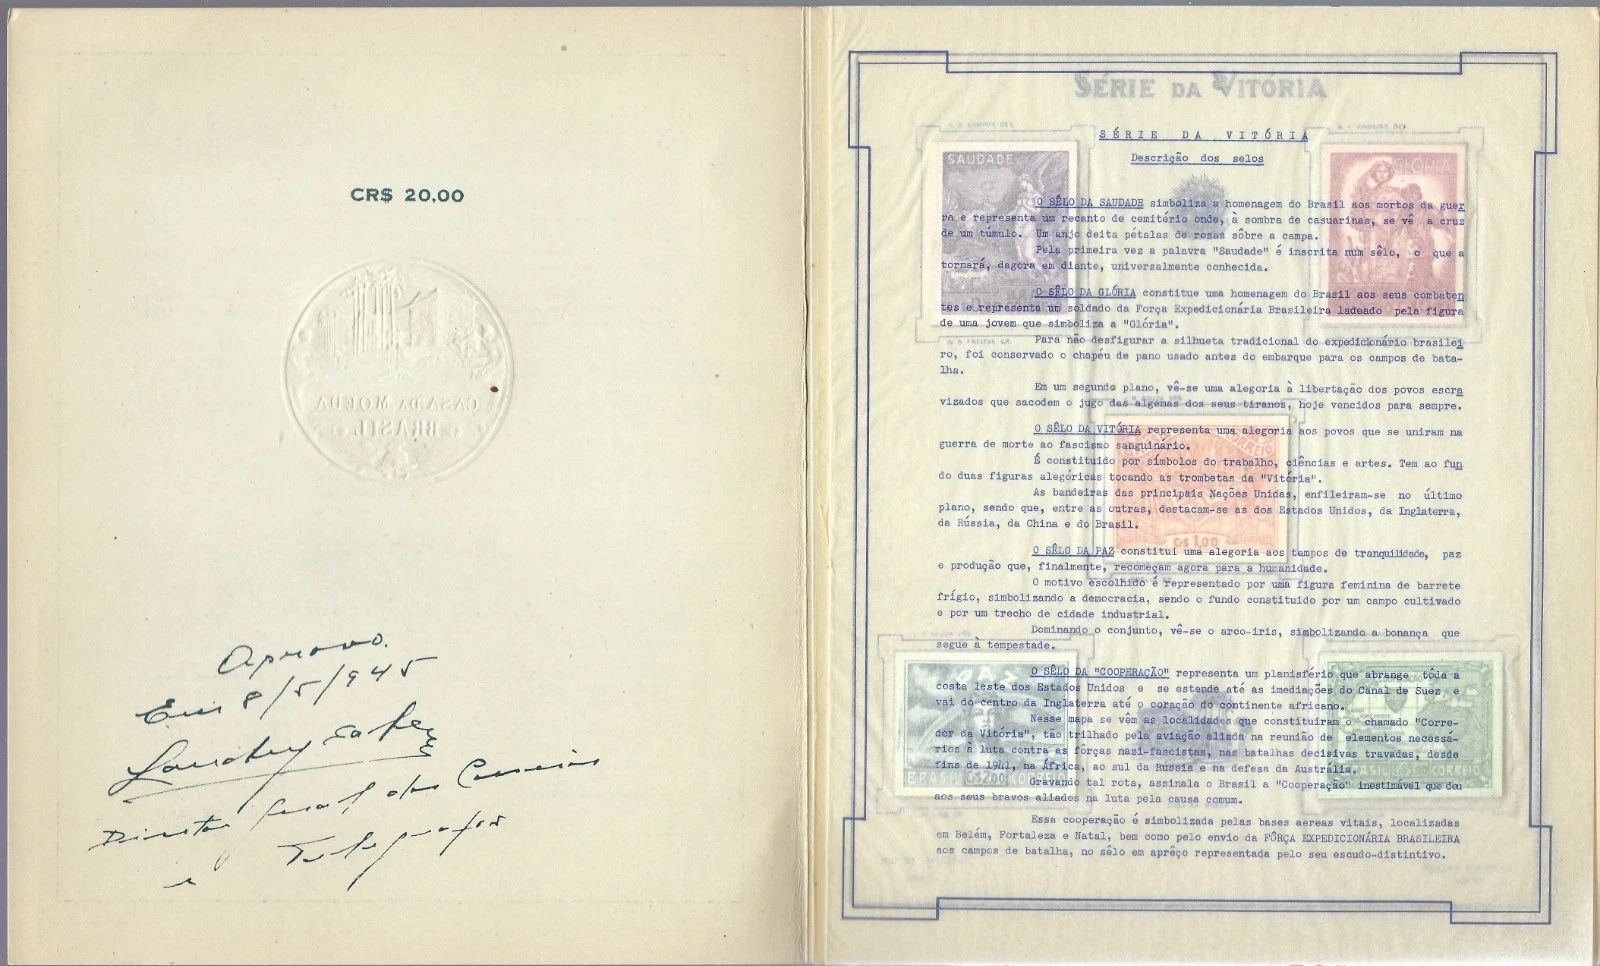 CR$ 20,00
CASA DA MOEDA
BRASIL
Aprovo.
Em 8/5/945
Director Geral dos Correios
e Telegrafos
SÉRIE DA VITÓRIA
SÉRIE DA VITÓRIA
Descrição dos selos
SAUDADE
GLORIA
O SÊLO DA SAUDADE simboliza a homenagem do Brasil aos mortos da guer
ra e representa um recanto de cemitério onde, à sombra de casuarinas, se vê a cruz
de um túmulo. Um anjo deita pétalas de rosas sôbre a campa.
Pela primeira vez a palavra "Saudade" é inscrita num sêlo, o que a
tornará, dagora em diante, universalmente conhecida.
O SÊLO DA GLÓRIA constitue uma homenagem do Brasil aos seus combaten
tes e representa um soldado da Força Expedicionária Brasileira ladeado pela figura
de uma jovem que simboliza a "Glória".
Para não desfigurar a silhueta tradicional do expedicionário brasilei
ro, foi conservado o chapéu de pano usado antes do embarque para os campos de bata-
lha.
Em um segundo plano, vê-se uma alegoria à libertação dos povos escra
vizados que sacodem o jugo das algemas dos seus tiranos, hoje vencidos para sempre.
O SÊLO DA VITÓRIA representa uma alegoria aos povos que se uniram na
guerra de morte ao fascismo sanguinário.
É constituido por símbolos do trabalho, ciências e artes. Tem ao fun
do duas figuras alegóricas tocando as trombetas da "Vitória".
As bandeiras das principais Nações Unidas, enfileiram-se no último
plano, sendo que, entre as outras, destacam-se as dos Estados Unidos, da Inglaterra,
da Rússia, da China e do Brasil.
C$ 1,00
O SÊLO DA PAZ constitui uma alegoria aos tempos de tranquilidade, paz
e produção que, finalmente, recomeçam agora para a humanidade.
O motivo escolhido é representado por uma figura feminina de barrete
frígio, simbolizando a democracia, sendo o fundo constituido por um campo cultivado
e por um trecho de cidade industrial.
Dominando o conjunto, vê-se o arco-iris, simbolizando a bonança que
segue à tempestade.
O SÊLO DA "COOPERAÇÃO" representa um planisfério que abrange tôda a
costa leste dos Estados Unidos e se estende até as imediações do Canal de Suez e
vai do centro da Inglaterra até o coração do continente africano.
Nesse mapa se vêm as localidades que constituiram o chamado "Corre-
dor da Vitória", tão trilhado pela aviação aliada na reunião de elementos necessá-
rios à luta contra as fôrças nasi-fascistas, nas batalhas decisivas travadas, desde
fins de 1941, na África, ao sul da Rússia e na defesa da Austrália.
Gravando tal rota, assinala o Brasil a "Cooperação" inestimável que deu
aos seus bravos aliados na luta pela causa comum.
BRASIL C$2,00 CORREIO
Essa cooperação é simbolizada pelas bases aereas vitais, localizadas
em Belém, Fortaleza e Natal, bem como pelo envio da FÔRÇA EXPEDICIONÁRIA BRASILEIRA
aos campos de batalha, no sêlo em aprêço representada pelo seu escudo-distintivo.